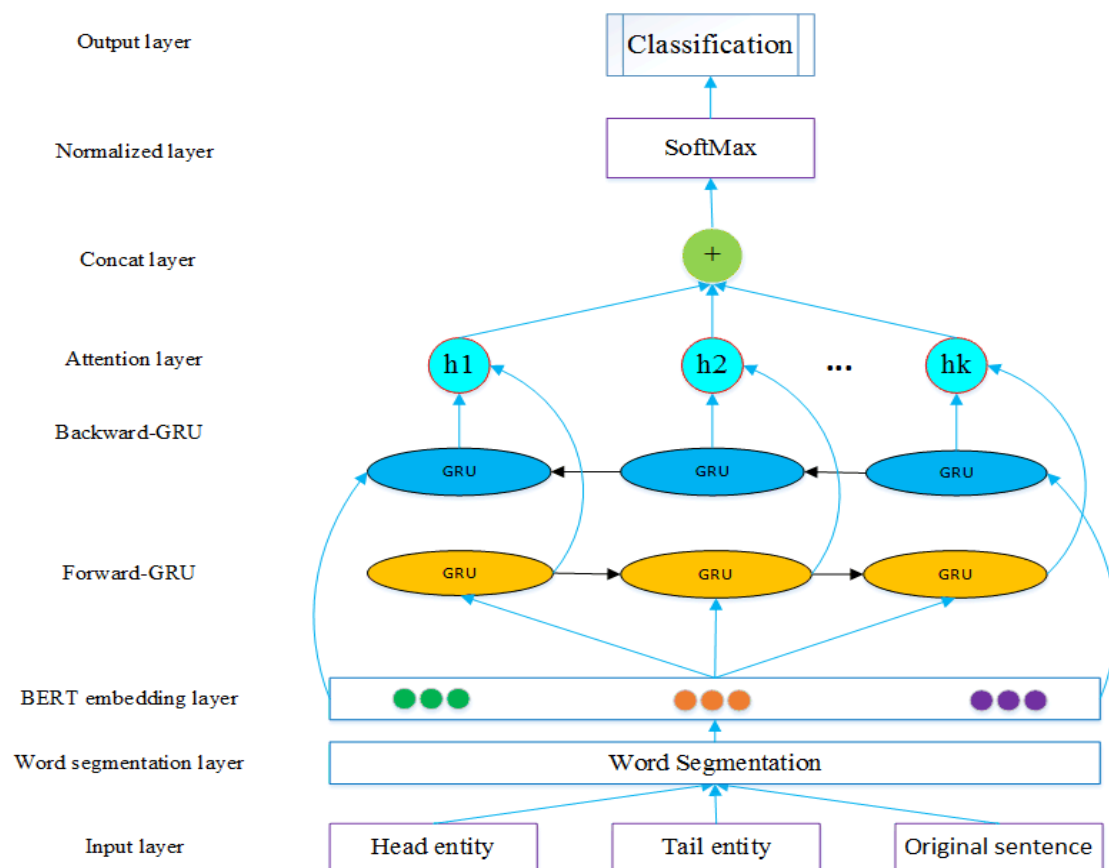 Output layer
Classification
Normalized layer
SoftMax
Concat layer
+
Attention layer
h1
h2
...
hk
Backward-GRU
GRU
GRU
GRU
Forward-GRU
GRU
GRU
GRU
BERT embedding layer
Word segmentation layer
Word Segmentation
Input layer
Head entity
Tail entity
Original sentence